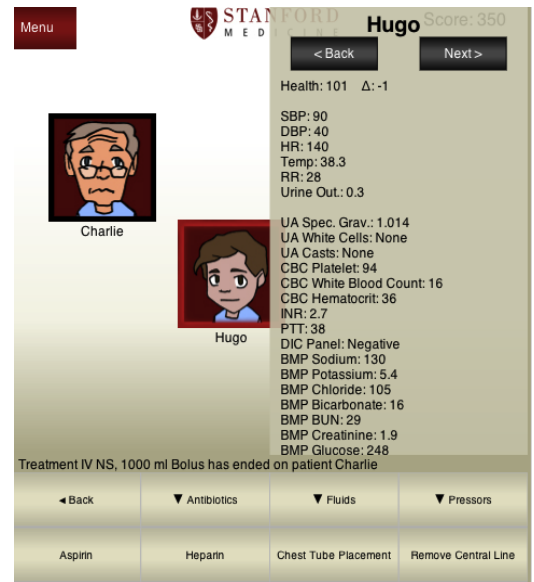 Menu
STANFORD
MEDICINE
Hugo
Score: 350
< Back
Next >
Health: 101 Δ: -1
SBP: 90
DBP: 40
HR: 140
Temp: 38.3
RR: 28
Urine Out.: 0.3
Charlie
Hugo
UA Spec. Grav.: 1.014
UA White Cells: None
UA Casts: None
CBC Platelet: 94
CBC White Blood Count: 16
CBC Hematocrit: 36
INR: 2.7
PTT: 38
DIC Panel: Negative
BMP Sodium: 130
BMP Potassium: 5.4
BMP Chloride: 105
BMP Bicarbonate: 16
BMP BUN: 29
BMP Creatinine: 1.9
BMP Glucose: 248
Treatment IV NS, 1000 ml Bolus has ended on patient Charlie
◄ Back
▼ Antibiotics
▼ Fluids
▼ Pressors
Aspirin
Heparin
Chest Tube Placement
Remove Central Line